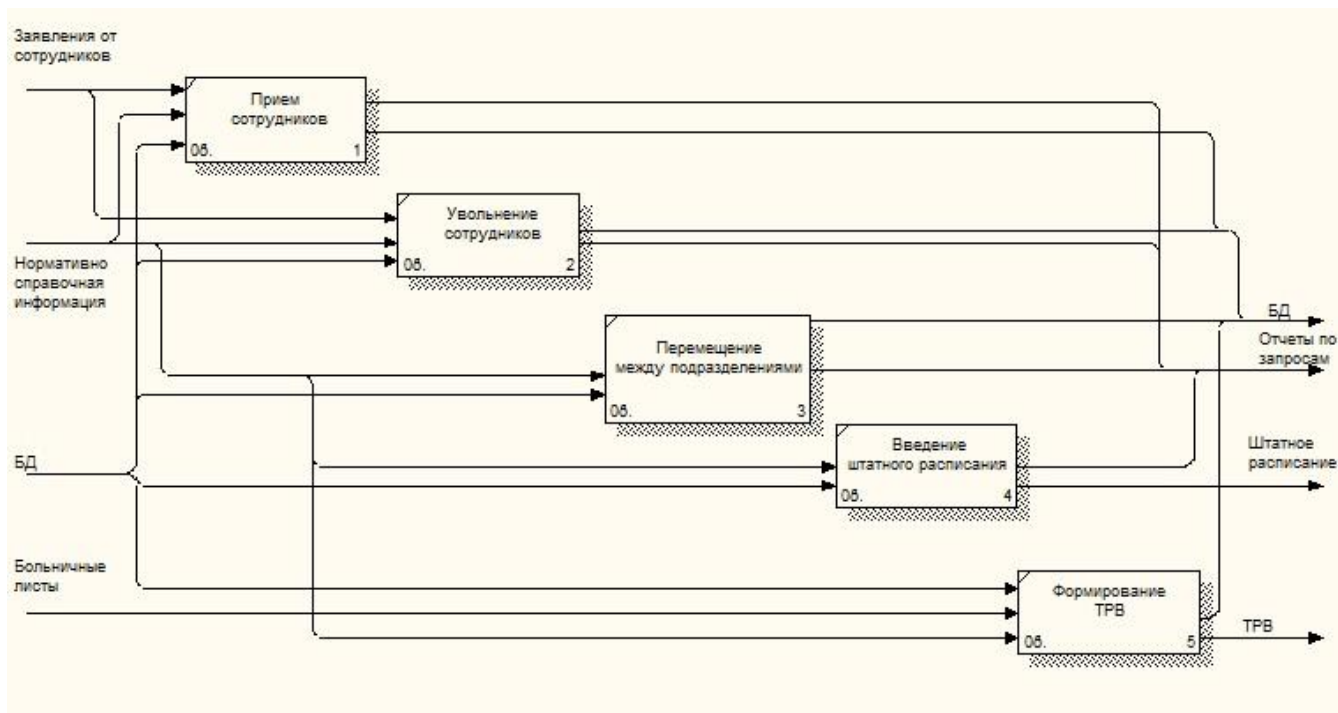 Заявления от
сотрудников
Прием
сотрудников
0б. 1
Увольнение
сотрудников
0б. 2
Нормативно
справочная
информация
БД
Отчеты по
запросам
Перемещение
между подразделениями
0б. 3
Введение
штатного расписания
0б. 4
Штатное
расписание
БД
Больничные
листы
Формирование
ТРВ
0б. 5
ТРВ